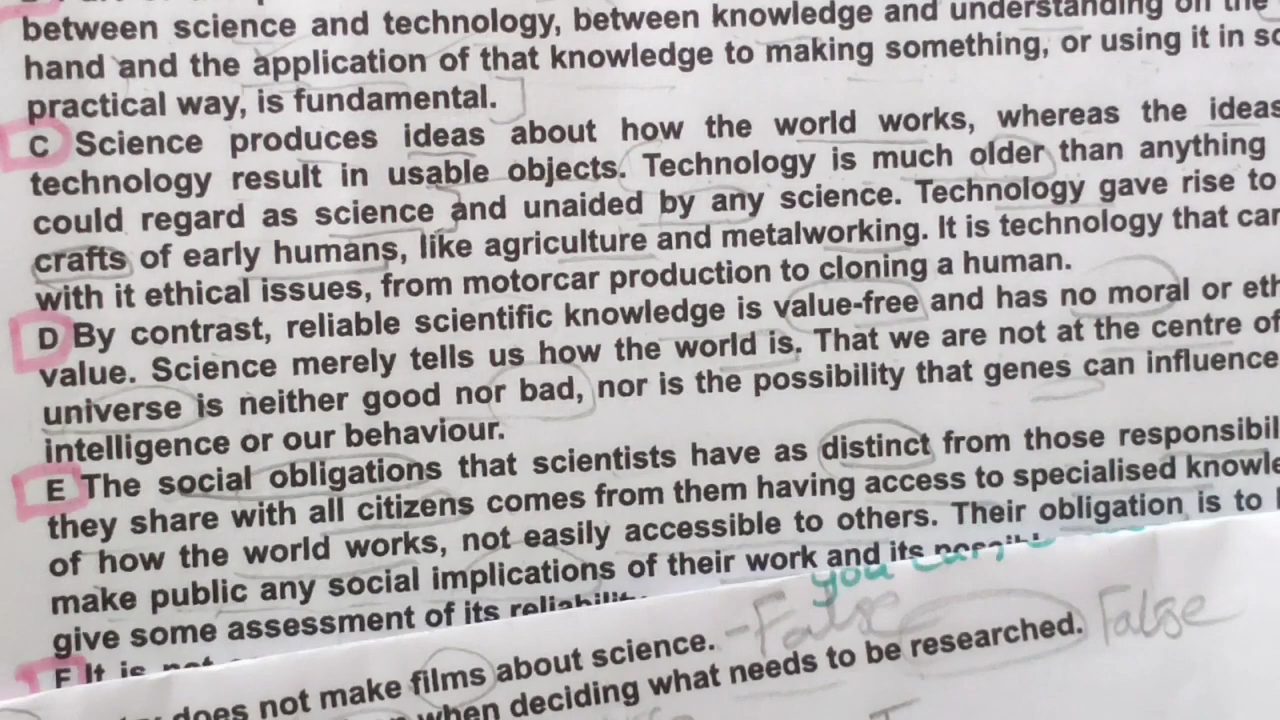 between science and technology, between knowledge and understanding on the
hand and the application of that knowledge to making something, or using it in
practical way, is fundamental.
C Science produces ideas about how the world works, whereas the ideas
technology result in usable objects. Technology is much older than anything
could regard as science and unaided by any science. Technology gave rise to
crafts of early humans, like agriculture and metalworking. It is technology that
with it ethical issues, from motorcar production to cloning a human.
D By contrast, reliable scientific knowledge is value-free and has no moral or
value. Science merely tells us how the world is. That we are not at the centre of
universe is neither good nor bad, nor is the possibility that genes can influence
intelligence or our behaviour.
E The social obligations that scientists have as distinct from those
they share with all citizens comes from them having access to specialised
of how the world works, not easily accessible to others. Their obligation is to
make public any social implications of their work and its
give some assessment of its
F It is
you can
does not make films about science. - False
when deciding what needs to be researched. False